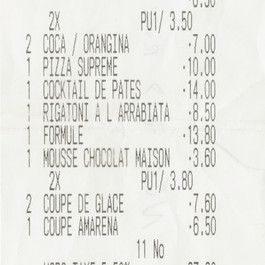 2X PU1/ 3.50
2 COCA / ORANGINA ·7.00
1 PIZZA SUPREME ·10.00
1 COCKTAIL DE PATES ·14.00
1 RIGATONI A L ARRABIATA ·8.50
1 FORMULE ·13.80
1 MOUSSE CHOCOLAT MAISON ·3.60
2X PU1/ 3.80
2 COUPE DE GLACE ·7.60
1 COUPE AMARENA ·6.50
11 No